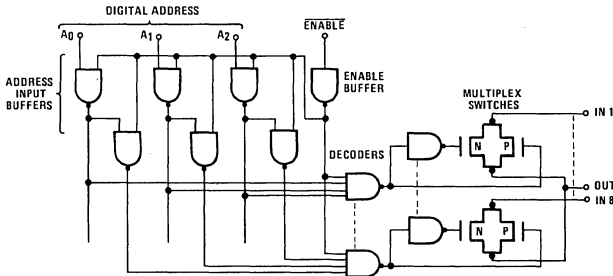 DIGITAL ADDRESS
A0 A1 A2 ENABLE
ADDRESS
INPUT
BUFFERS
ENABLE
BUFFER
MULTIPLEX
SWITCHES
IN 1
DECODERS
N P
OUT
IN 8
N P